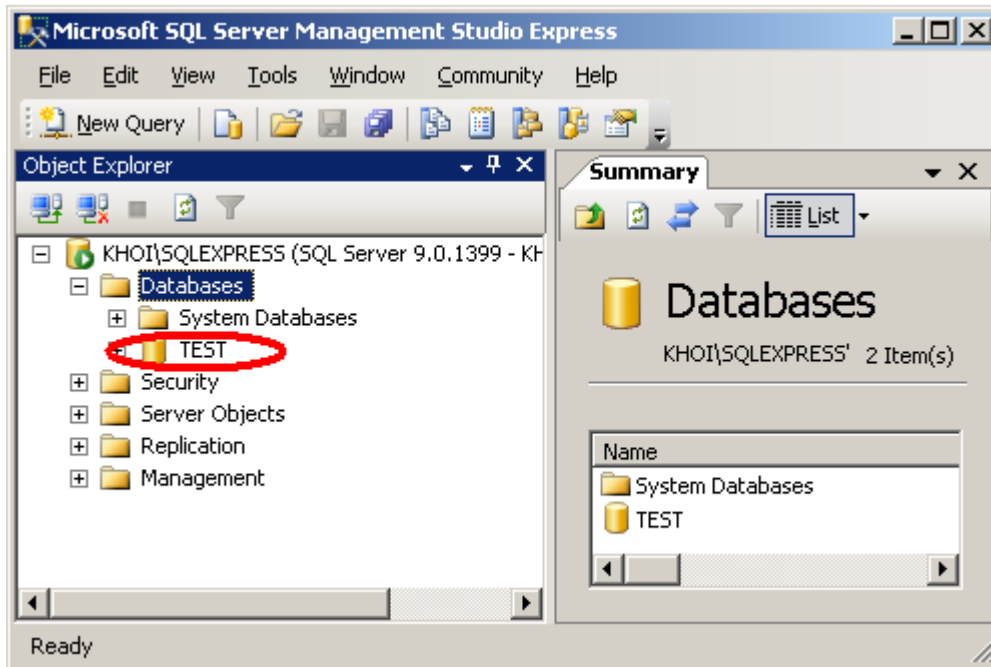 Microsoft SQL Server Management Studio Express
File Edit View Tools Window Community Help
New Query
Object Explorer
KHOI\SQLEXPRESS (SQL Server 9.0.1399 - KH
Databases
System Databases
TEST
Security
Server Objects
Replication
Management
Summary
List
Databases
KHOI\SQLEXPRESS' 2 Item(s)
Name
System Databases
TEST
Ready